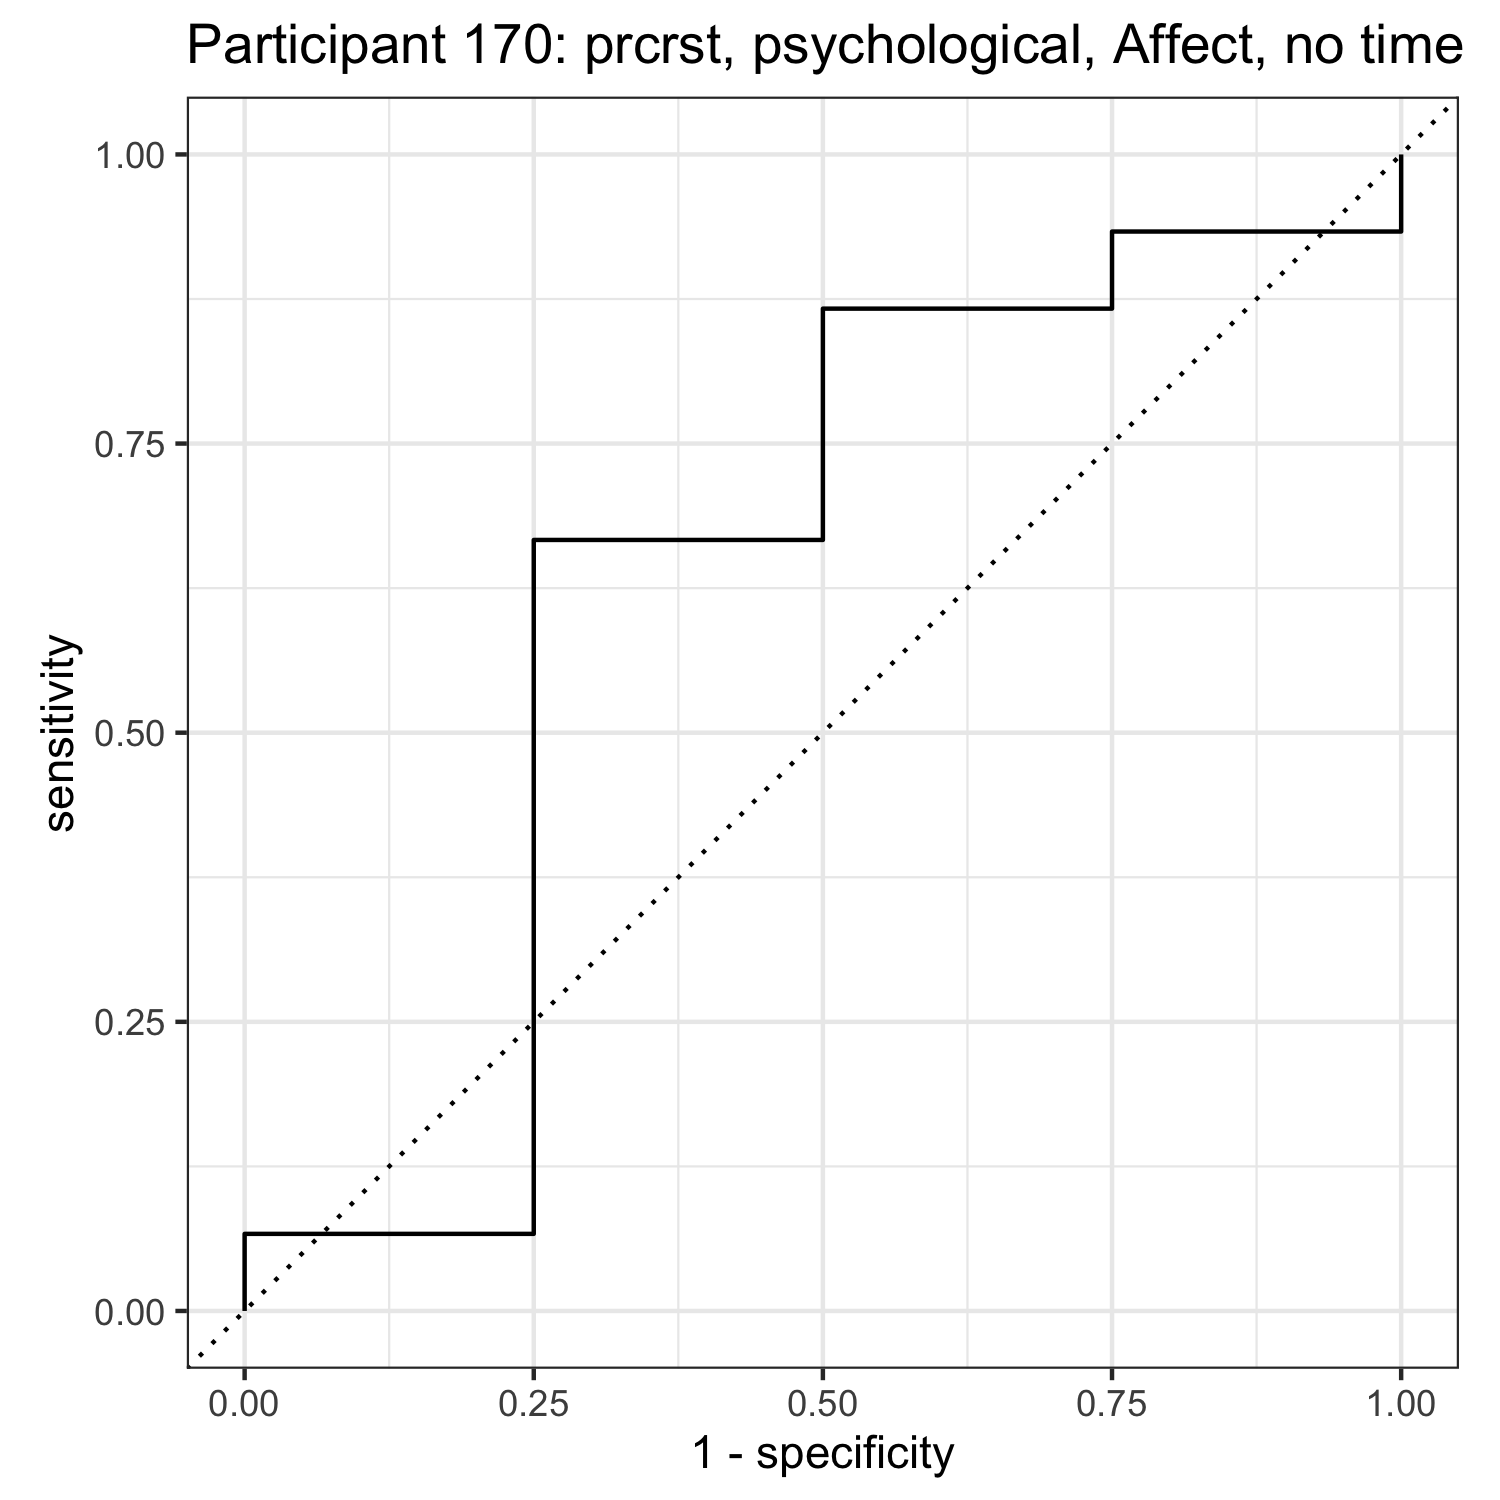 Participant 170: prcrst, psychological, Affect, no time
1.00
0.75
0.50
0.25
0.00
sensitivity
0.00 0.25 0.50 0.75 1.00
1 - specificity